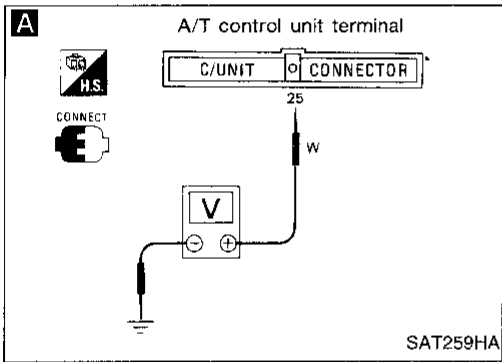 A
A/T control unit terminal
H.S.
C/UNIT CONNECTOR
CONNECT
25
W
V
SAT259HA